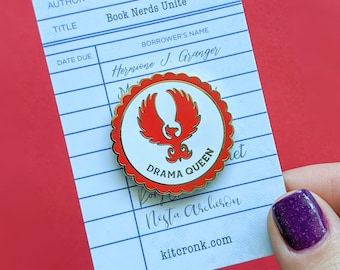 AUTHOR
TITLE Book Nerds Unite
DATE DUE BORROWER'S NAME
Hermione J. Granger
DRAMA QUEEN
Nesta Archeron
kitcronk.com